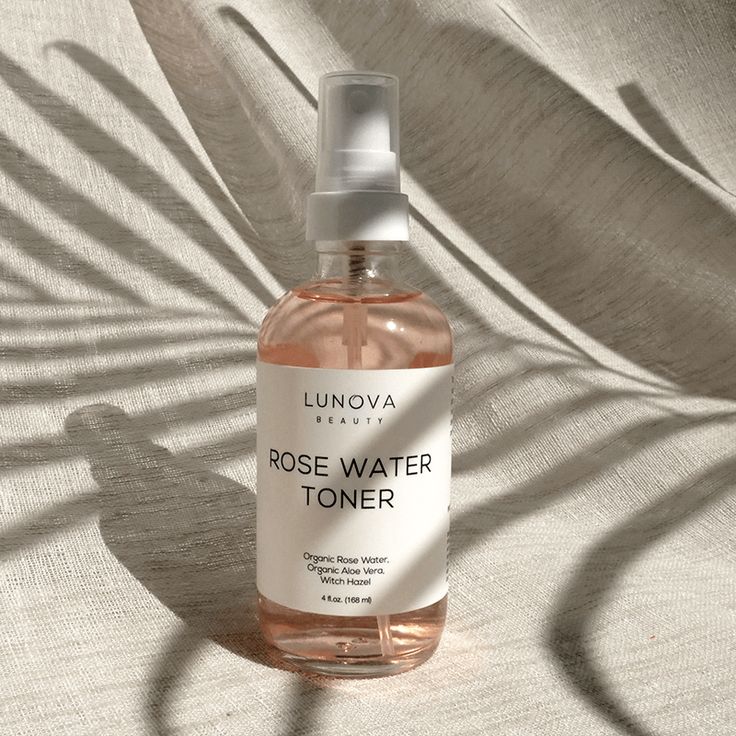 LUNOVA
BEAUTY
ROSE WATER
TONER
Organic Rose Water,
Organic Aloe Vera,
Witch Hazel
4 fl.oz. (168 ml)